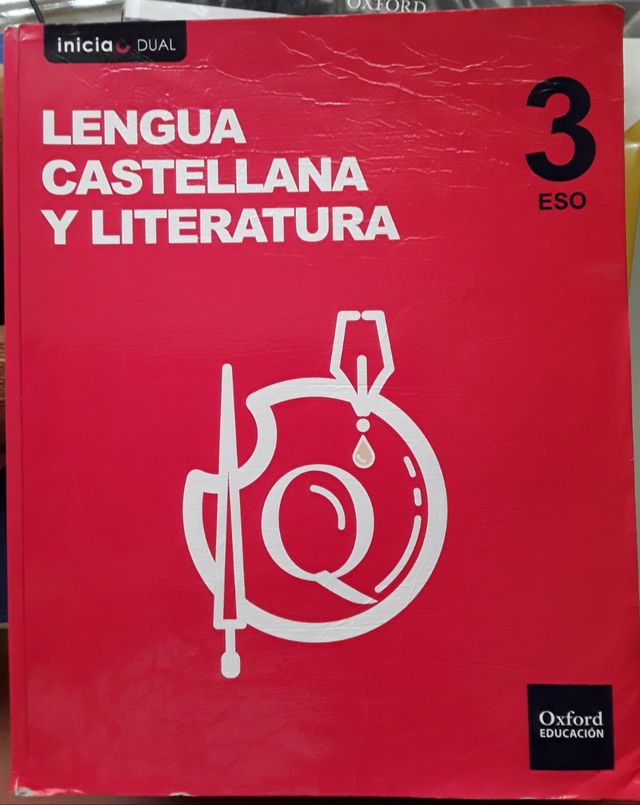 OXFORD
inicia DUAL
LENGUA
CASTELLANA
Y LITERATURA
3
ESO
Q
Oxford
EDUCACIÓN